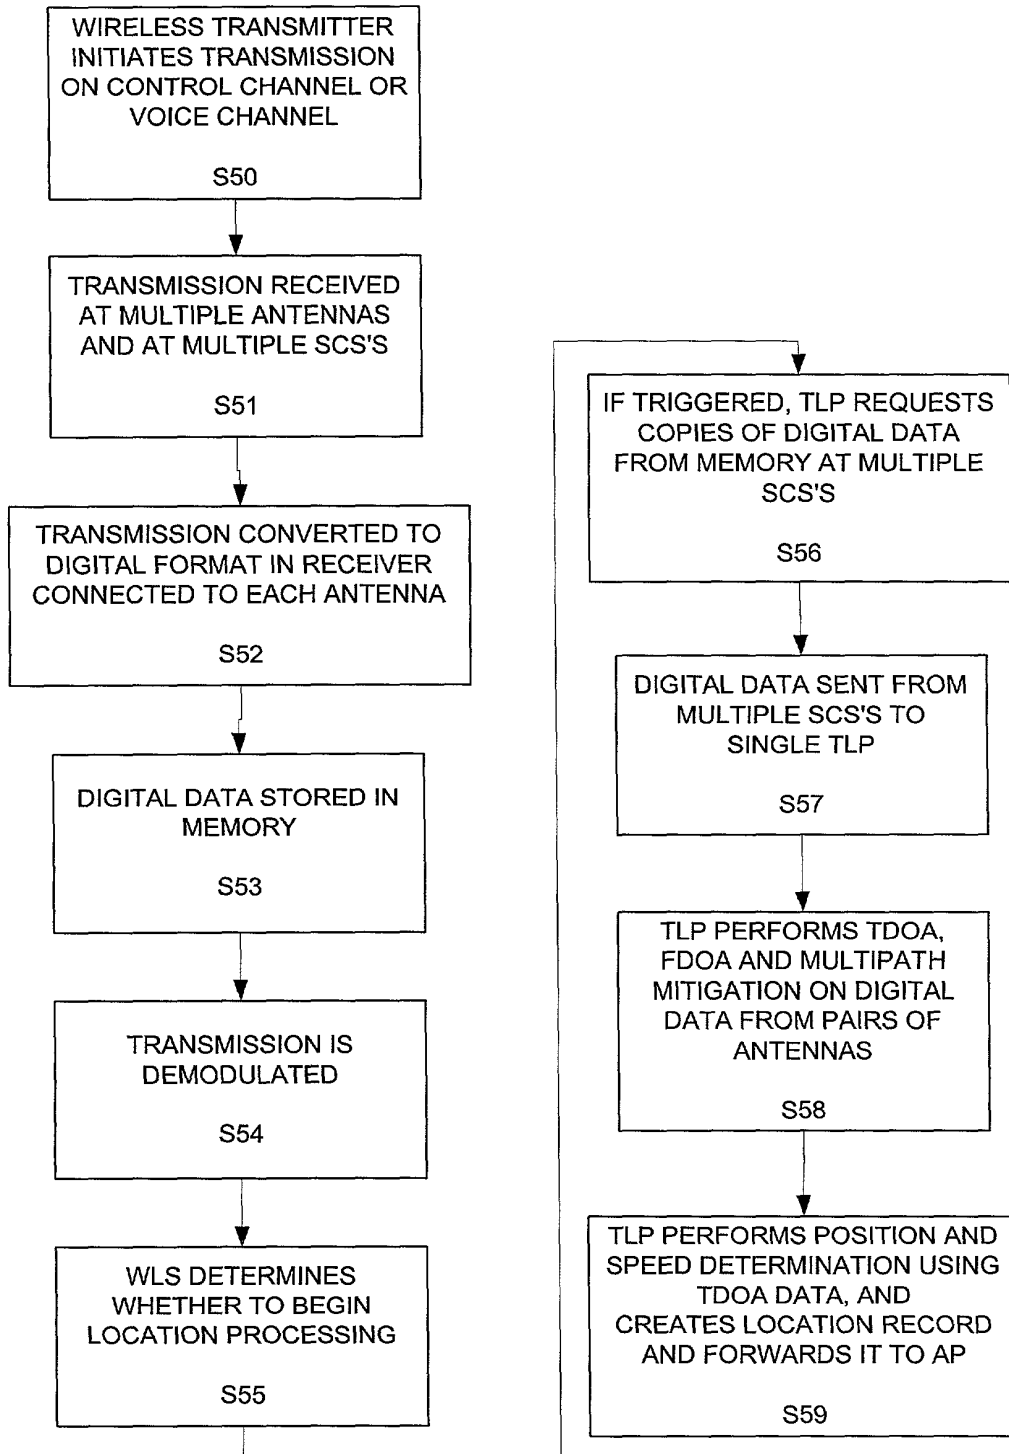 WIRELESS TRANSMITTER
INITIATES TRANSMISSION
ON CONTROL CHANNEL OR
VOICE CHANNEL
S50
TRANSMISSION RECEIVED
AT MULTIPLE ANTENNAS
AND AT MULTIPLE SCS'S
S51
TRANSMISSION CONVERTED TO
DIGITAL FORMAT IN RECEIVER
CONNECTED TO EACH ANTENNA
S52
DIGITAL DATA STORED IN
MEMORY
S53
TRANSMISSION IS
DEMODULATED
S54
WLS DETERMINES
WHETHER TO BEGIN
LOCATION PROCESSING
S55
IF TRIGGERED, TLP REQUESTS
COPIES OF DIGITAL DATA
FROM MEMORY AT MULTIPLE
SCS'S
S56
DIGITAL DATA SENT FROM
MULTIPLE SCS'S TO
SINGLE TLP
S57
TLP PERFORMS TDOA,
FDOA AND MULTIPATH
MITIGATION ON DIGITAL
DATA FROM PAIRS OF
ANTENNAS
S58
TLP PERFORMS POSITION AND
SPEED DETERMINATION USING
TDOA DATA, AND
CREATES LOCATION RECORD
AND FORWARDS IT TO AP
S59